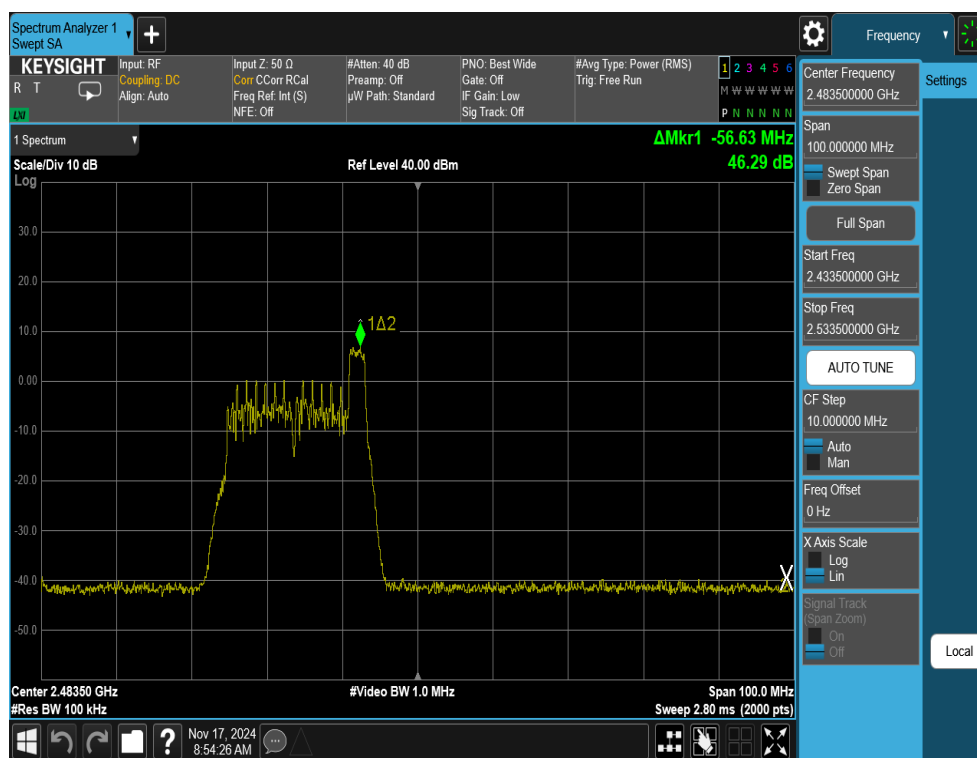 Spectrum Analyzer 1
Swept SA
Frequency
KEYSIGHT
R T
LXI
Input: RF
Coupling: DC
Align: Auto
Input Z: 50 Ω
Corr CCorr RCal
Freq Ref: Int (S)
NFE: Off
#Atten: 40 dB
Preamp: Off
µW Path: Standard
PNO: Best Wide
Gate: Off
IF Gain: Low
Sig Track: Off
#Avg Type: Power (RMS)
Trig: Free Run
1 2 3 4 5 6
M W W W W W
P N N N N N
1 Spectrum
ΔMkr1 -56.63 MHz
46.29 dB
Scale/Div 10 dB
Ref Level 40.00 dBm
Log
30.0
20.0
10.0
0.00
-10.0
-20.0
-30.0
-40.0
-50.0
1Δ2
X
Center 2.48350 GHz
#Video BW 1.0 MHz
Span 100.0 MHz
#Res BW 100 kHz
Sweep 2.80 ms (2000 pts)
Nov 17, 2024
8:54:26 AM
?
Center Frequency
2.483500000 GHz
Settings
Span
100.000000 MHz
Swept Span
Zero Span
Full Span
Start Freq
2.433500000 GHz
Stop Freq
2.533500000 GHz
AUTO TUNE
CF Step
10.000000 MHz
Auto
Man
Freq Offset
0 Hz
X Axis Scale
Log
Lin
Signal Track
(Span Zoom)
On
Off
Local